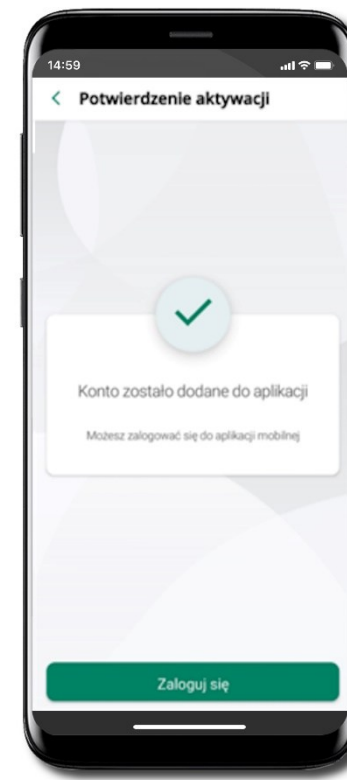 14:59
Potwierdzenie aktywacji
Konto zostało dodane do aplikacji
Możesz zalogować się do aplikacji mobilnej
Zaloguj się